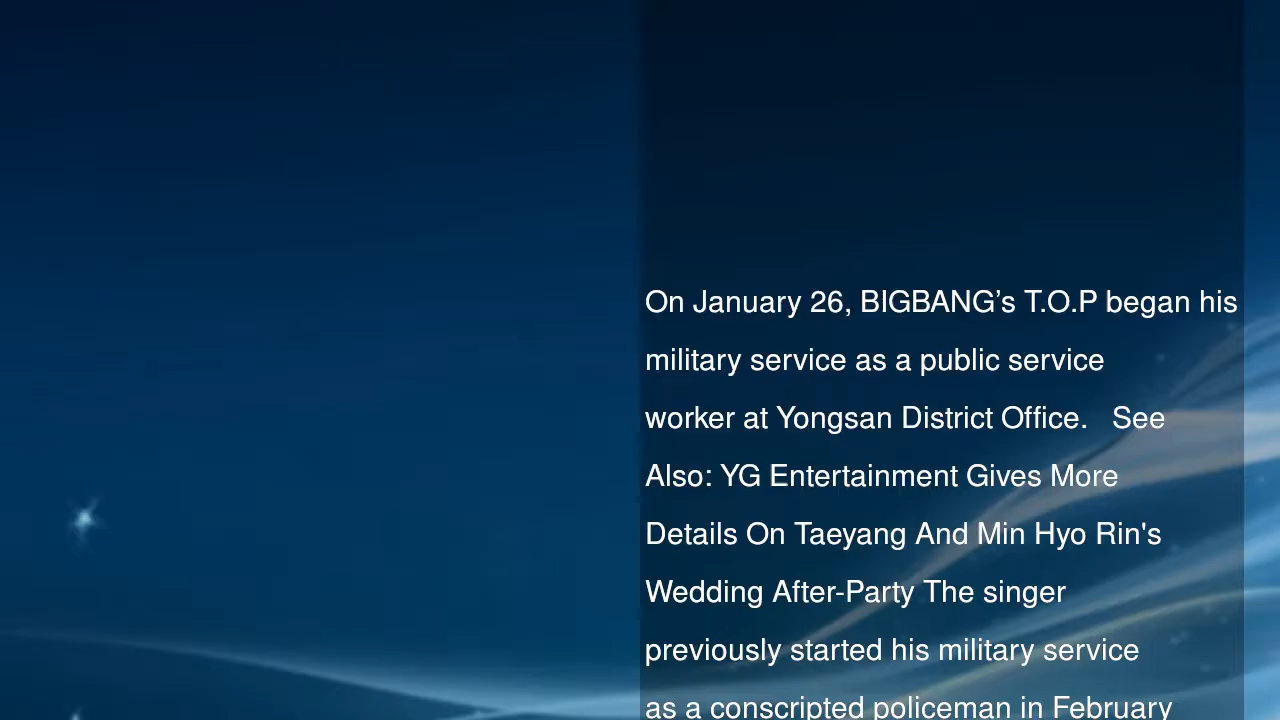 On January 26, BIGBANG’s T.O.P began his
military service as a public service
worker at Yongsan District Office.   See
Also: YG Entertainment Gives More
Details On Taeyang And Min Hyo Rin's
Wedding After-Party The singer
previously started his military service
as a conscripted policeman in February